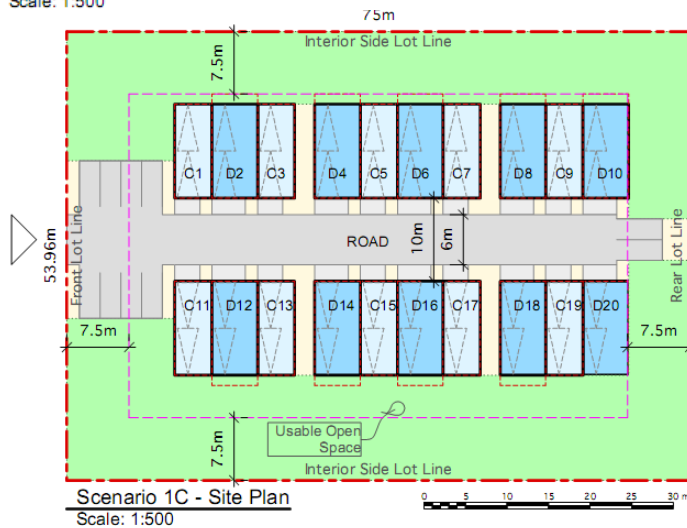 Scale: 1:500
75m
Interior Side Lot Line
7.5m
C1 D2 C3 D4 C5 D6 C7 D8 C9 D10
53.96m
Front Lot Line
ROAD
10m
6m
Rear Lot Line
C11 D12 C13 D14 C15 D16 C17 D18 C19 D20
7.5m
7.5m
7.5m
Usable Open
Space
Interior Side Lot Line
Scenario 1C - Site Plan
Scale: 1:500
0 5 10 15 20 25 30 m